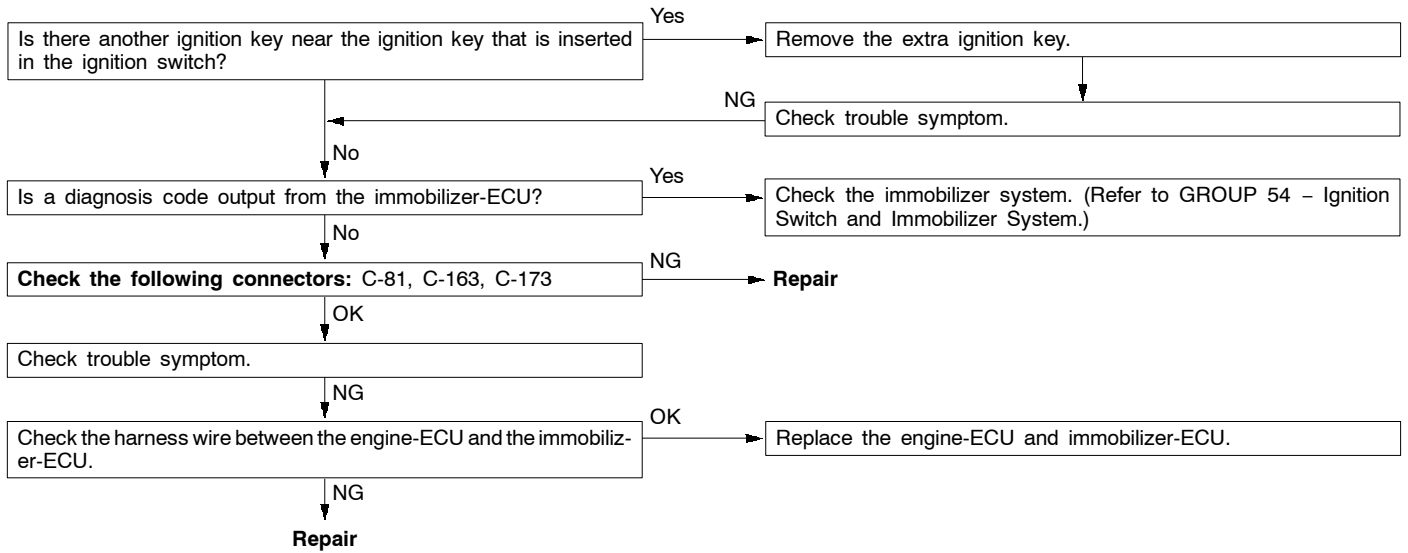 Is there another ignition key near the ignition key that is inserted
in the ignition switch?
Yes
Remove the extra ignition key.
NG
Check trouble symptom.
No
Is a diagnosis code output from the immobilizer-ECU?
Yes
Check the immobilizer system. (Refer to GROUP 54 – Ignition
Switch and Immobilizer System.)
No
Check the following connectors: C-81, C-163, C-173
NG
Repair
OK
Check trouble symptom.
NG
Check the harness wire between the engine-ECU and the immobiliz-
er-ECU.
OK
Replace the engine-ECU and immobilizer-ECU.
NG
Repair